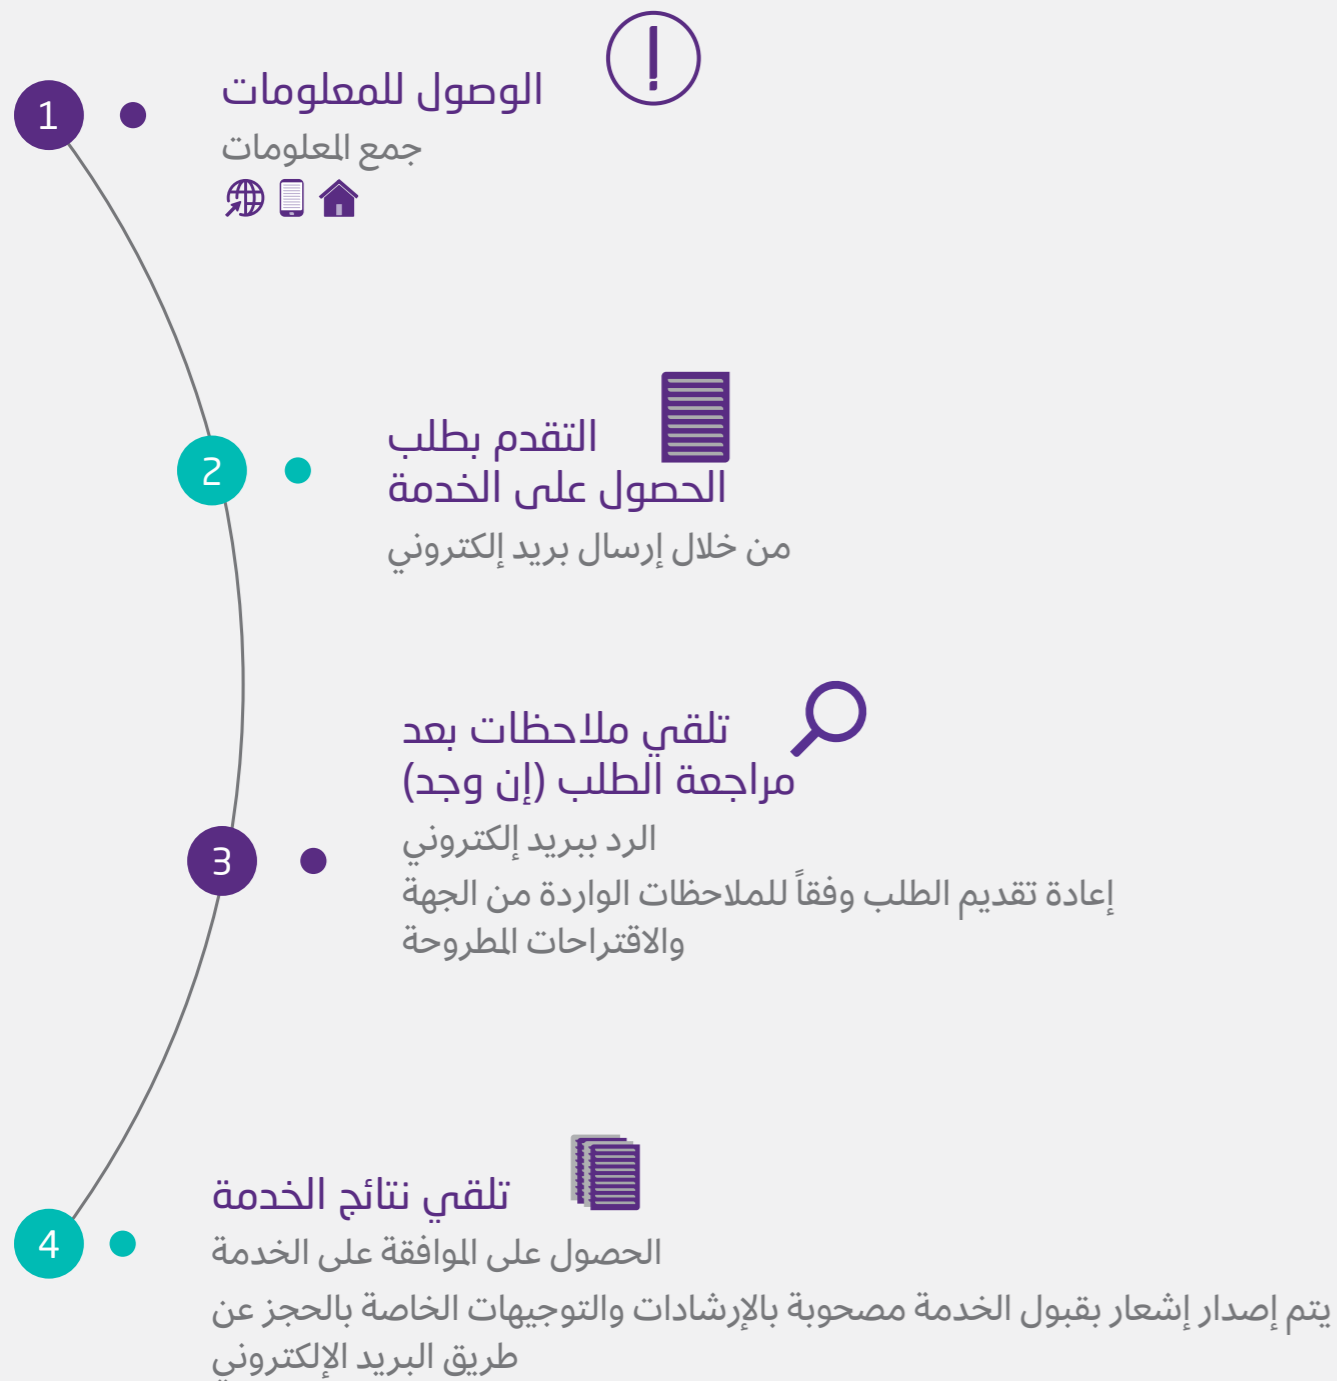 1
الوصول للمعلومات
جمع المعلومات
2
التقدم بطلب
الحصول على الخدمة
من خلال إرسال بريد إلكتروني
3
تلقي ملاحظات بعد
مراجعة الطلب (إن وجد)
الرد ببريد إلكتروني
إعادة تقديم الطلب وفقاً للملاحظات الواردة من الجهة
والاقتراحات المطروحة
4
تلقي نتائج الخدمة
الحصول على الموافقة على الخدمة
يتم إصدار إشعار بقبول الخدمة مصحوبة بالإرشادات والتوجيهات الخاصة بالحجز عن
طريق البريد الإلكتروني